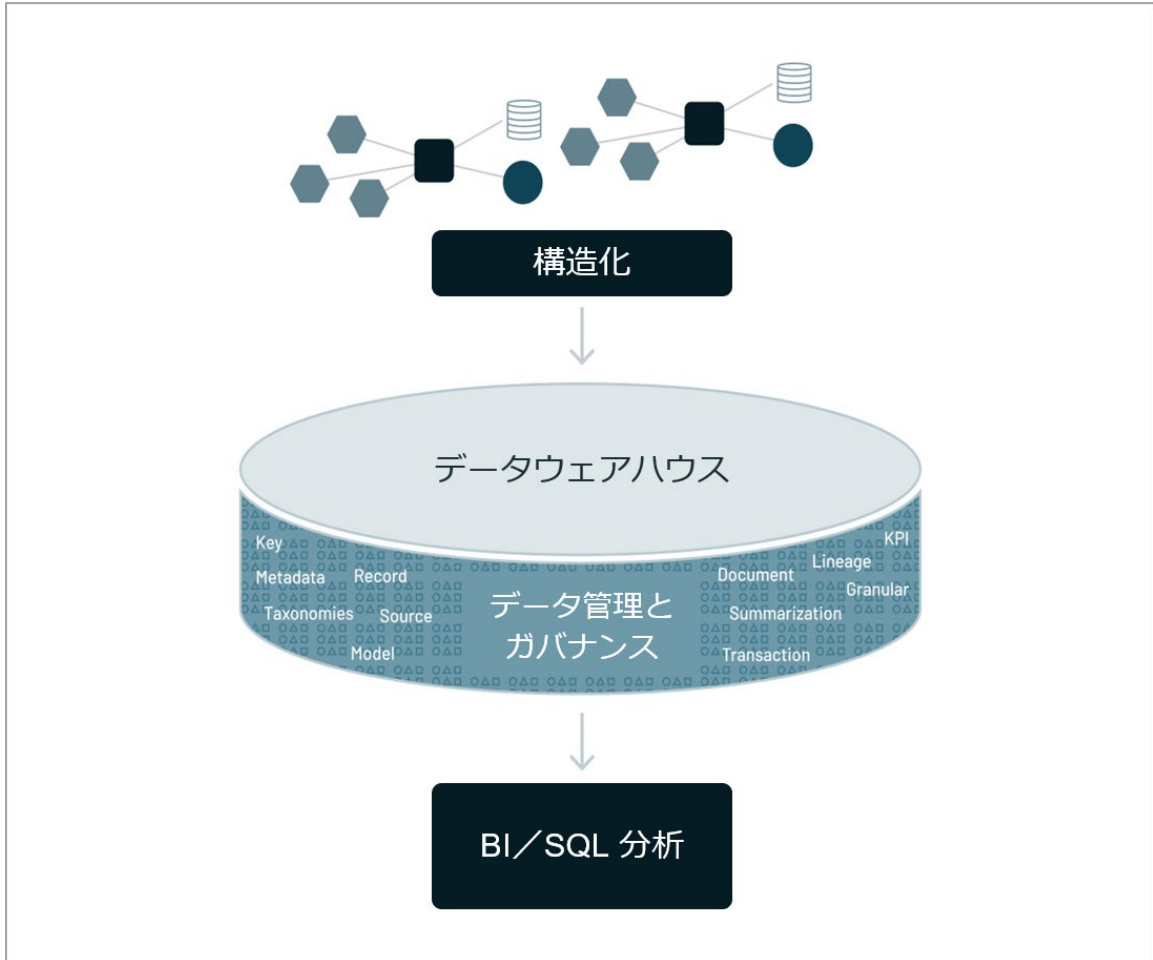 構造化
データウェアハウス
Key
Metadata
Record
Taxonomies
Source
Model
データ管理と
ガバナンス
KPI
Lineage
Document
Granular
Summarization
Transaction
BI／SQL 分析